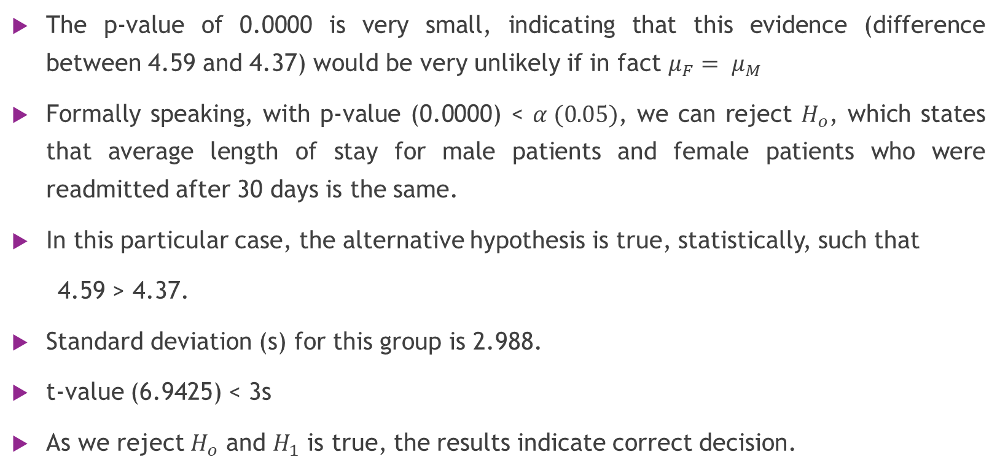 ▶ The p-value of 0.0000 is very small, indicating that this evidence (difference
between 4.59 and 4.37) would be very unlikely if in fact 𝜇_F = 𝜇_M
▶ Formally speaking, with p-value (0.0000) < 𝛼 (0.05), we can reject H_o, which states
that average length of stay for male patients and female patients who were
readmitted after 30 days is the same.
▶ In this particular case, the alternative hypothesis is true, statistically, such that
4.59 > 4.37.
▶ Standard deviation (s) for this group is 2.988.
▶ t-value (6.9425) < 3s
▶ As we reject H_o and H_1 is true, the results indicate correct decision.